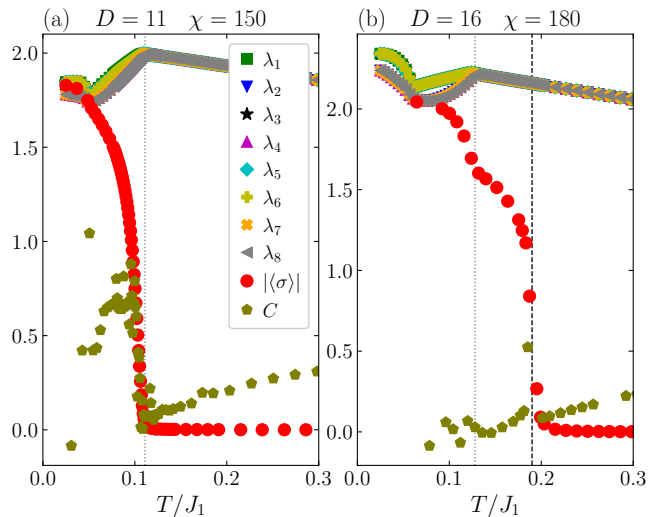 (a) D = 11 χ = 150
(b) D = 16 χ = 180
2.0
1.5
1.0
0.5
0.0
λ₁
λ₂
λ₃
λ₄
λ₅
λ₆
λ₇
λ₈
|⟨σ⟩|
C
2.0
1.5
1.0
0.5
0.0
0.0 0.1 0.2 0.3
0.0 0.1 0.2 0.3
T/J₁
T/J₁